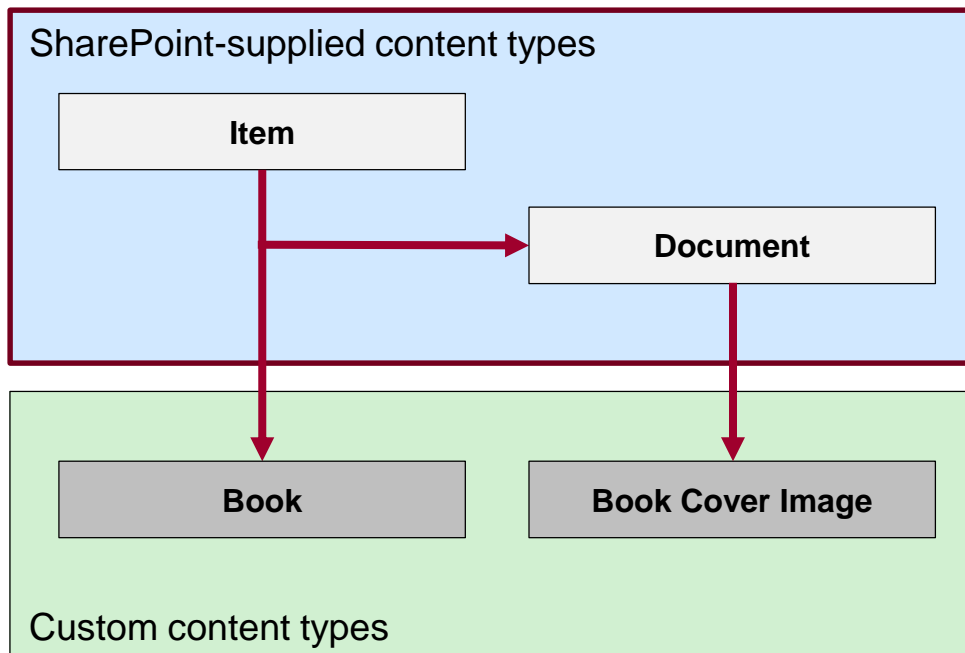 SharePoint-supplied content types
Item
Document
Book
Book Cover Image
Custom content types